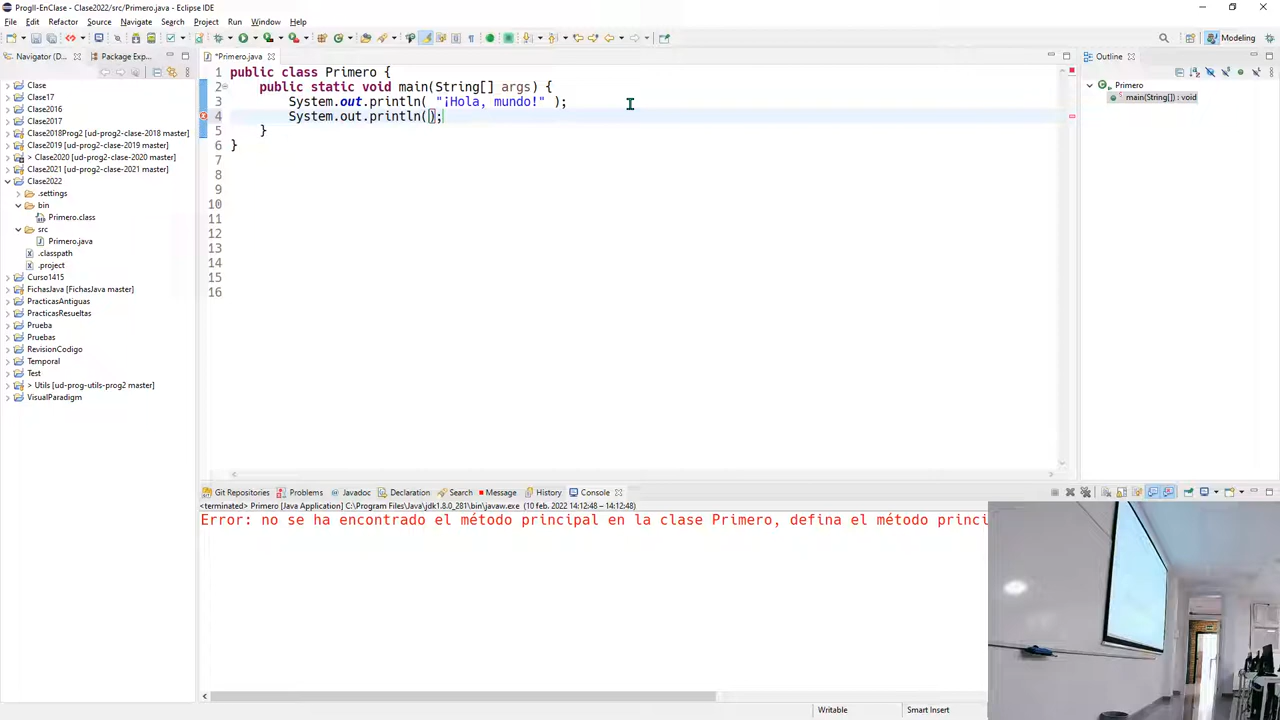 ProgII-EnClase - Clase2022/src/Primero.java - Eclipse IDE
File Edit Refactor Source Navigate Search Project Run Window Help
Modeling
Navigator (D...
Package Exp...
*Primero.java
Outline
Clase
Clase17
Clase2016
Clase2017
Clase2018Prog2 [ud-prog2-clase-2018 master]
Clase2019 [ud-prog2-clase-2019 master]
> Clase2020 [ud-prog2-clase-2020 master]
Clase2021 [ud-prog2-clase-2021 master]
Clase2022
.settings
bin
Primero.class
src
Primero.java
.classpath
.project
Curso1415
FichasJava [FichasJava master]
PracticasAntiguas
PracticasResueltas
Prueba
Pruebas
RevisionCodigo
Temporal
Test
> Utils [ud-prog-utils-prog2 master]
VisualParadigm
1 public class Primero {
2 public static void main(String[] args) {
3 System.out.println( "¡Hola, mundo!" );
4 System.out.println();
5 }
6 }
7
8
9
10
11
12
13
14
15
16
Primero
main(String[]) : void
Git Repositories Problems Javadoc Declaration Search Message History Console
<terminated> Primero [Java Application] C:\Program Files\Java\jdk1.8.0_281\bin\javaw.exe (10 feb. 2022 14:12:48 – 14:12:48)
Error: no se ha encontrado el método principal en la clase Primero, defina el método princi
Writable
Smart Insert